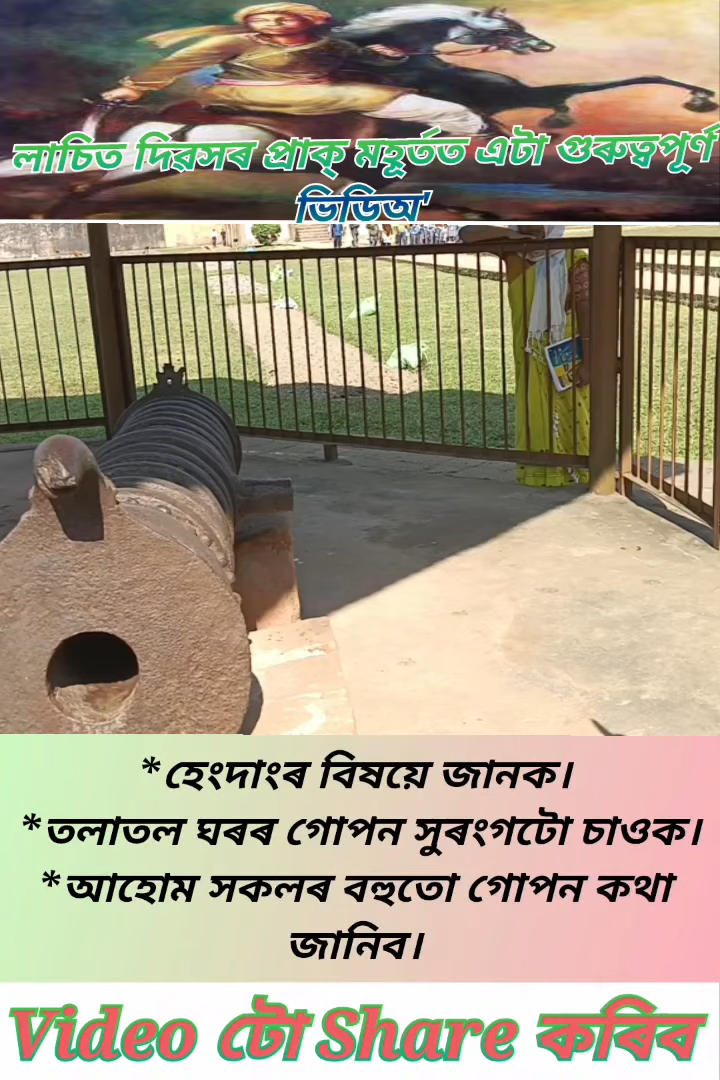 লাচিত দিৱসৰ প্ৰাক্ মহূৰ্তত এটা গুৰুত্বপূৰ্ণ
ভিডিঅ'
*হেংদাংৰ বিষয়ে জানক।
*তলাতল ঘৰৰ গোপন সুৰংগটো চাওক।
*আহোম সকলৰ বহুতো গোপন কথা
জানিব।
Video টো Share কৰিব